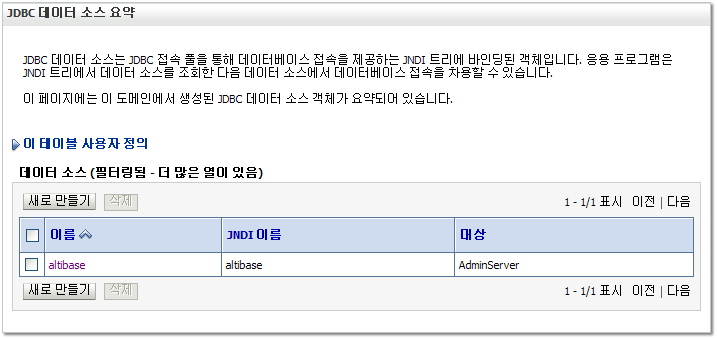 JDBC 데이터 소스 요약
JDBC 데이터 소스는 JDBC 접속 풀을 통해 데이터베이스 접속을 제공하는 JNDI 트리에 바인딩된 객체입니다. 응용 프로그램은
JNDI 트리에서 데이터 소스를 조회한 다음 데이터 소스에서 데이터베이스 접속을 차용할 수 있습니다.
이 페이지에는 이 도메인에서 생성된 JDBC 데이터 소스 객체가 요약되어 있습니다.
이 테이블 사용자 정의
데이터 소스 (필터링됨 - 더 많은 열이 있음)
새로 만들기 삭제 1 - 1/1 표시 이전 | 다음
이름 JNDI 이름 대상
altibase altibase AdminServer
새로 만들기 삭제 1 - 1/1 표시 이전 | 다음